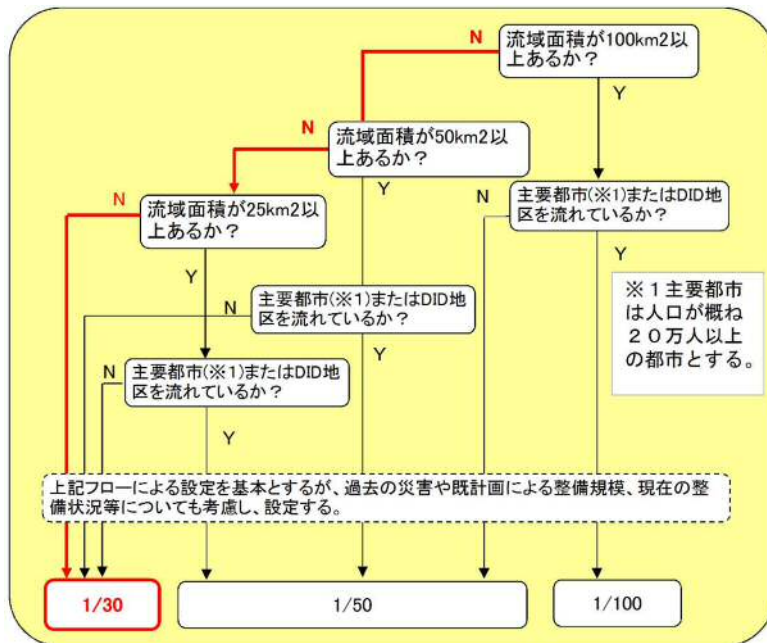 流域面積が100km2以
上あるか？
N
Y
流域面積が50km2以
上あるか？
N
Y
主要都市(※1)またはDID地
区を流れているか？
N
Y
流域面積が25km2以
上あるか？
N
Y
主要都市(※1)またはDID地
区を流れているか？
N
Y
※１主要都市
は人口が概ね
２０万人以上
の都市とする。
主要都市(※1)またはDID地
区を流れているか？
N
Y
上記フローによる設定を基本とするが、過去の災害や既計画による整備規模、現在の整
備状況等についても考慮し、設定する。
1/30
1/50
1/100